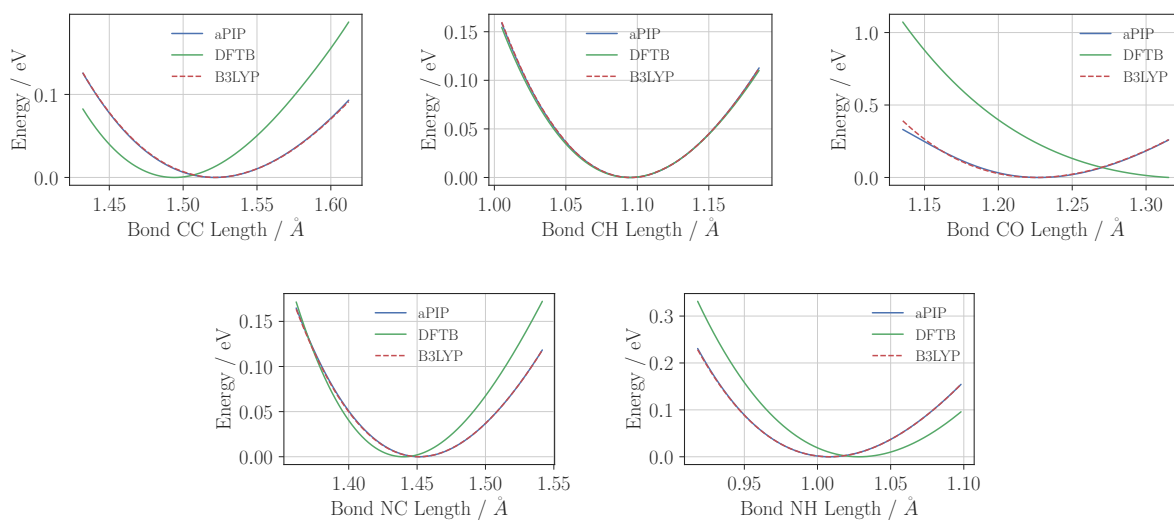 Energy / eV
0.1
0.0
aPIP
DFTB
B3LYP
1.45 1.50 1.55 1.60
Bond CC Length / Å
Energy / eV
0.15
0.10
0.05
0.00
aPIP
DFTB
B3LYP
1.00 1.05 1.10 1.15
Bond CH Length / Å
Energy / eV
1.0
0.5
0.0
aPIP
DFTB
B3LYP
1.15 1.20 1.25 1.30
Bond CO Length / Å
Energy / eV
0.15
0.10
0.05
0.00
aPIP
DFTB
B3LYP
1.40 1.45 1.50 1.55
Bond NC Length / Å
Energy / eV
0.3
0.2
0.1
0.0
aPIP
DFTB
B3LYP
0.95 1.00 1.05 1.10
Bond NH Length / Å